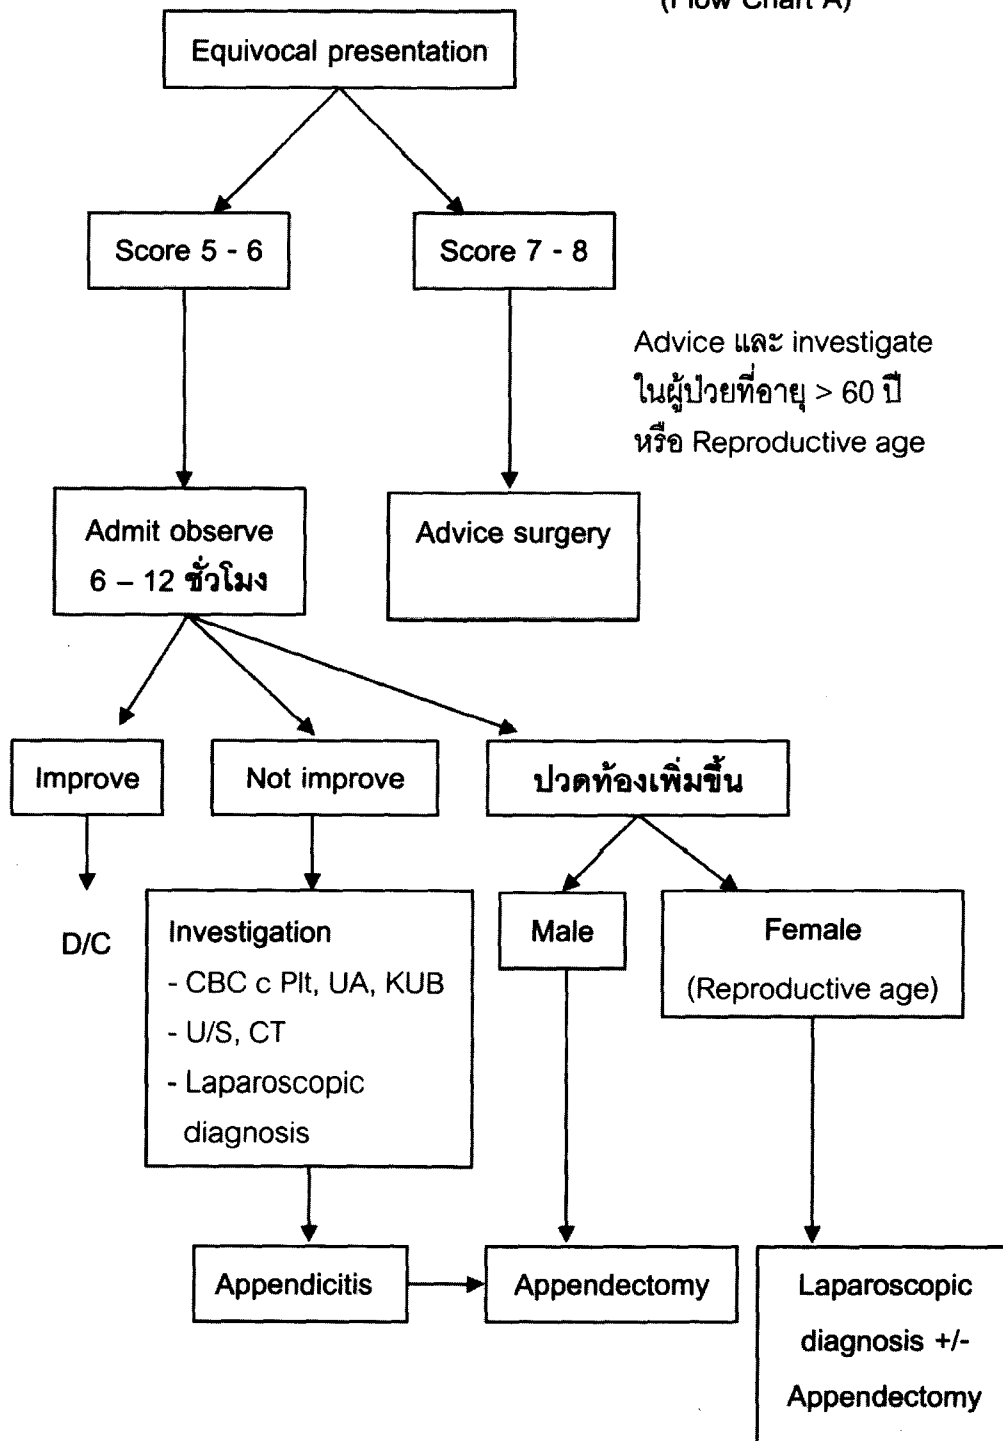 (Flow Chart A)
Equivocal presentation
Score 5 - 6
Score 7 - 8
Advice และ investigate
ในผู้ป่วยที่อายุ > 60 ปี
หรือ Reproductive age
Admit observe
6 – 12 ชั่วโมง
Advice surgery
Improve
Not improve
ปวดท้องเพิ่มขึ้น
D/C
Investigation
- CBC c Plt, UA, KUB
- U/S, CT
- Laparoscopic
diagnosis
Male
Female
(Reproductive age)
Appendicitis
Appendectomy
Laparoscopic
diagnosis +/-
Appendectomy